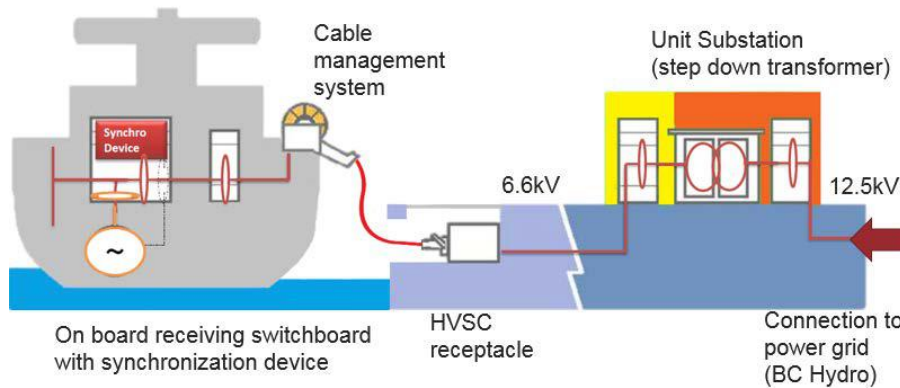 Cable
management
system
Unit Substation
(step down transformer)
Synchro
Device
6.6kV
12.5kV
~
On board receiving switchboard
with synchronization device
HVSC
receptacle
Connection to
power grid
(BC Hydro)